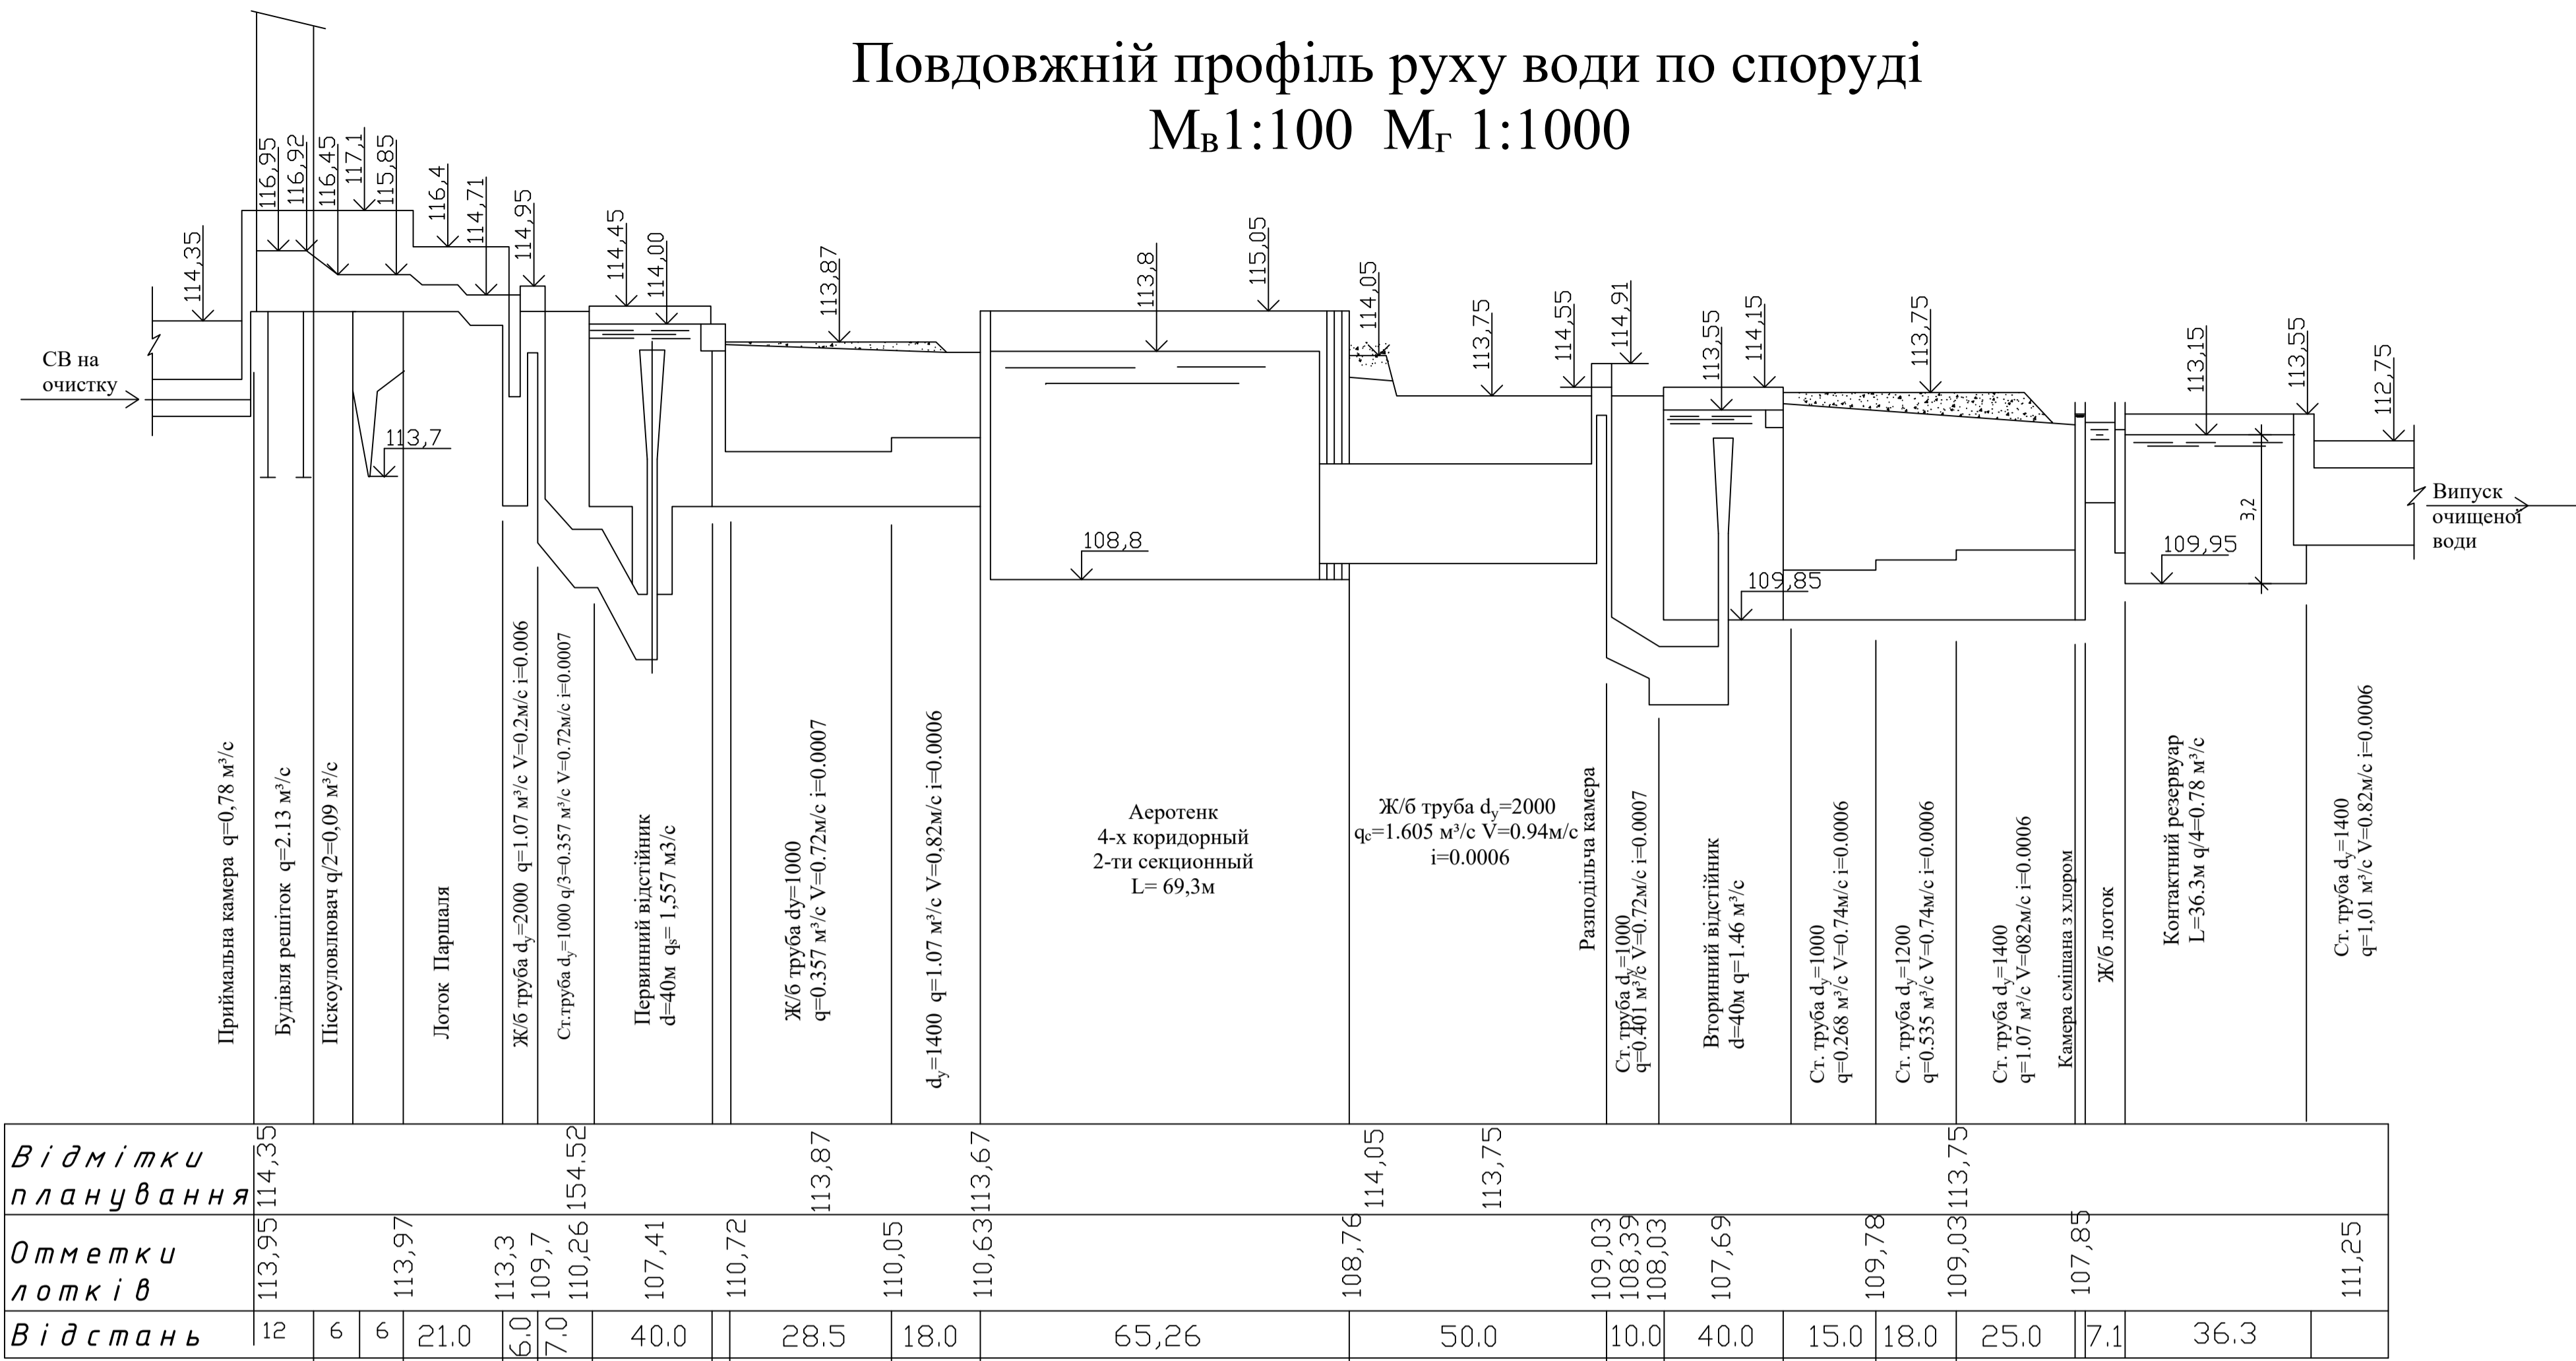 Повдовжній профіль руху води по споруді
Мв1:100 Мг 1:1000
116,95
116,92
116,45
117,1
115,85
116,4
114,71
114,95
114,35
114,45
114,00
113,87
113,8
115,05
114,05
113,75
114,55
114,91
113,55
114,15
113,75
113,15
113,55
112,75
СВ на
очистку
113,7
108,8
109,85
109,95
3,2
Випуск
очищеної
води
Приймальна камера q=0,78 м³/с
Будівля решіток q=2.13 м³/с
Піскоуловлювач q/2=0,09 м³/с
Лоток Паршаля
Ж/б труба dу=2000 q=1.07 м³/с V=0.2м/с i=0.006
Ст.труба dу=1000 q/3=0.357 м³/с V=0.72м/с i=0.0007
Первинний відстійник
d=40м qs= 1,557 м3/с
Ж/б труба dу=1000
q=0.357 м³/с V=0.72м/с i=0.0007
dу=1400 q=1.07 м³/с V=0,82м/с i=0.0006
Аеротенк
4-х коридорный
2-ти секционный
L= 69,3м
Ж/б труба dу=2000
qс=1.605 м³/с V=0.94м/с
i=0.0006
Разподільча камера
Ст. труба dу=1000
q=0.401 м³/с V=0.72м/с i=0.0007
Вторинний відстійник
d=40м q=1.46 м³/с
Ст. труба dу=1000
q=0.268 м³/с V=0.74м/с i=0.0006
Ст. труба dу=1200
q=0.535 м³/с V=0.74м/с i=0.0006
Ст. труба dу=1400
q=1.07 м³/с V=082м/с i=0.0006
Камера смішана з хлором
Ж/б лоток
Контактний резервуар
L=36.3м q/4=0.78 м³/с
Ст. труба dу=1400
q=1,01 м³/с V=0.82м/с i=0.0006
Відмітки
планування
114,35
154.52
113,87
113,67
114,05
113,75
113,75
Отметки
лотків
113,95
113,97
113,3
109,7
110,26
107,41
110,72
110,05
110,63
108,76
109,03
108,39
108,03
107,69
109,78
109,03
107,85
111,25
Відстань
12
6
6
21.0
6.0
7.0
40.0
28.5
18.0
65,26
50.0
10.0
40.0
15.0
18.0
25.0
7.1
36.3